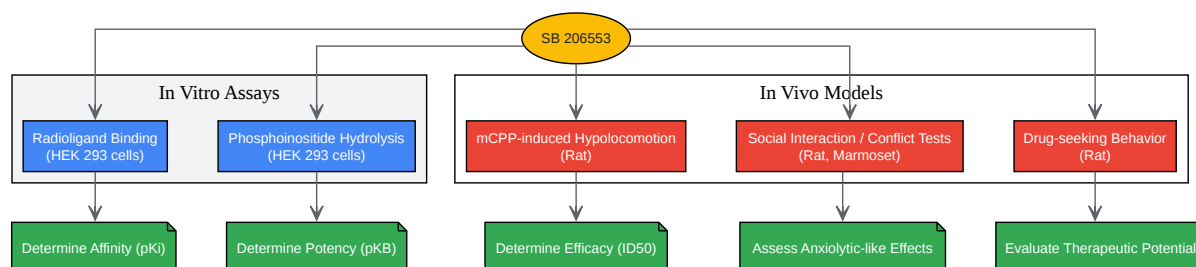 SB 206553
In Vitro Assays
In Vivo Models
Radioligand Binding
(HEK 293 cells)
Phosphoinositide Hydrolysis
(HEK 293 cells)
mCPP-induced Hypolocomotion
(Rat)
Social Interaction / Conflict Tests
(Rat, Marmoset)
Drug-seeking Behavior
(Rat)
Determine Affinity (pKi)
Determine Potency (pKB)
Determine Efficacy (ID50)
Assess Anxiolytic-like Effects
Evaluate Therapeutic Potential